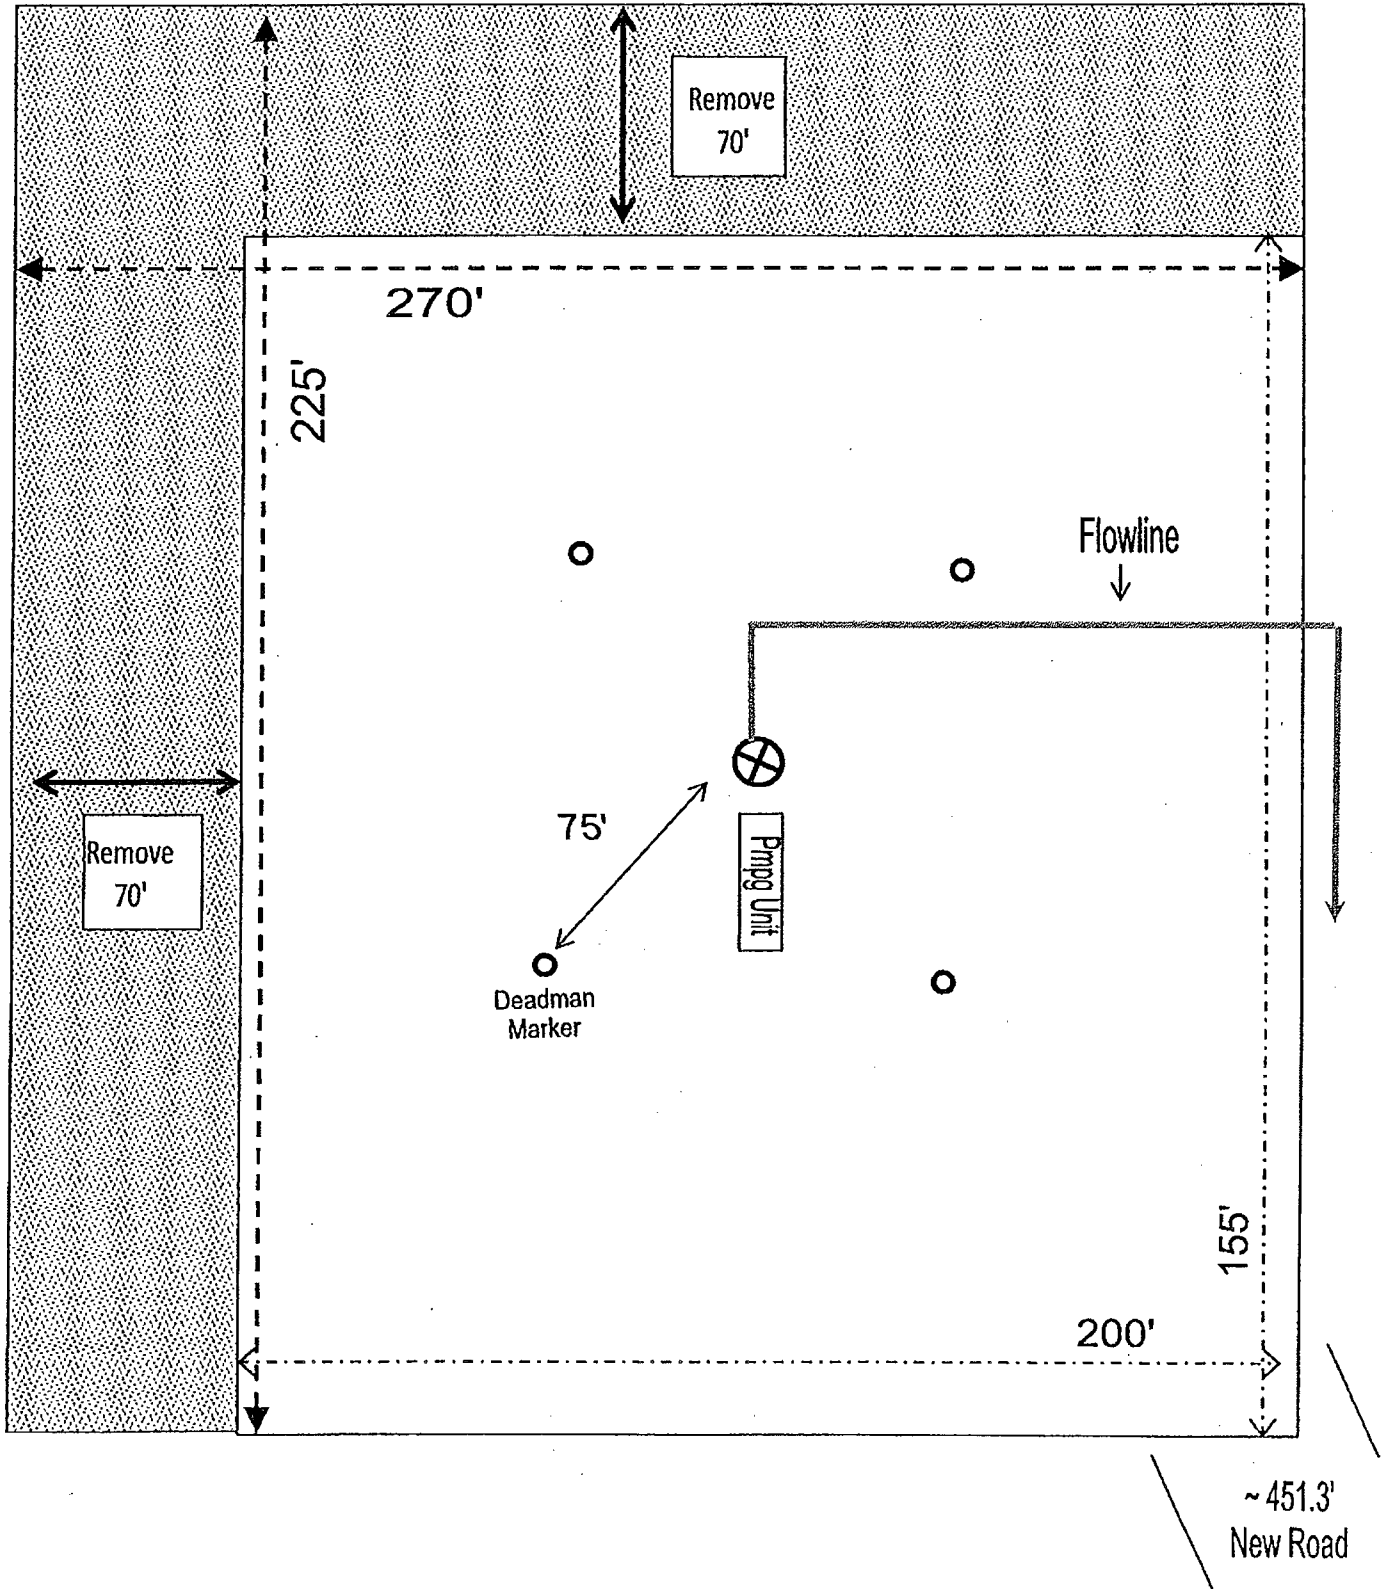 Remove
70'
270'
225'
Flowline
75'
Pmpg Unit
Remove
70'
Deadman
Marker
155'
200'
~ 451.3'
New Road